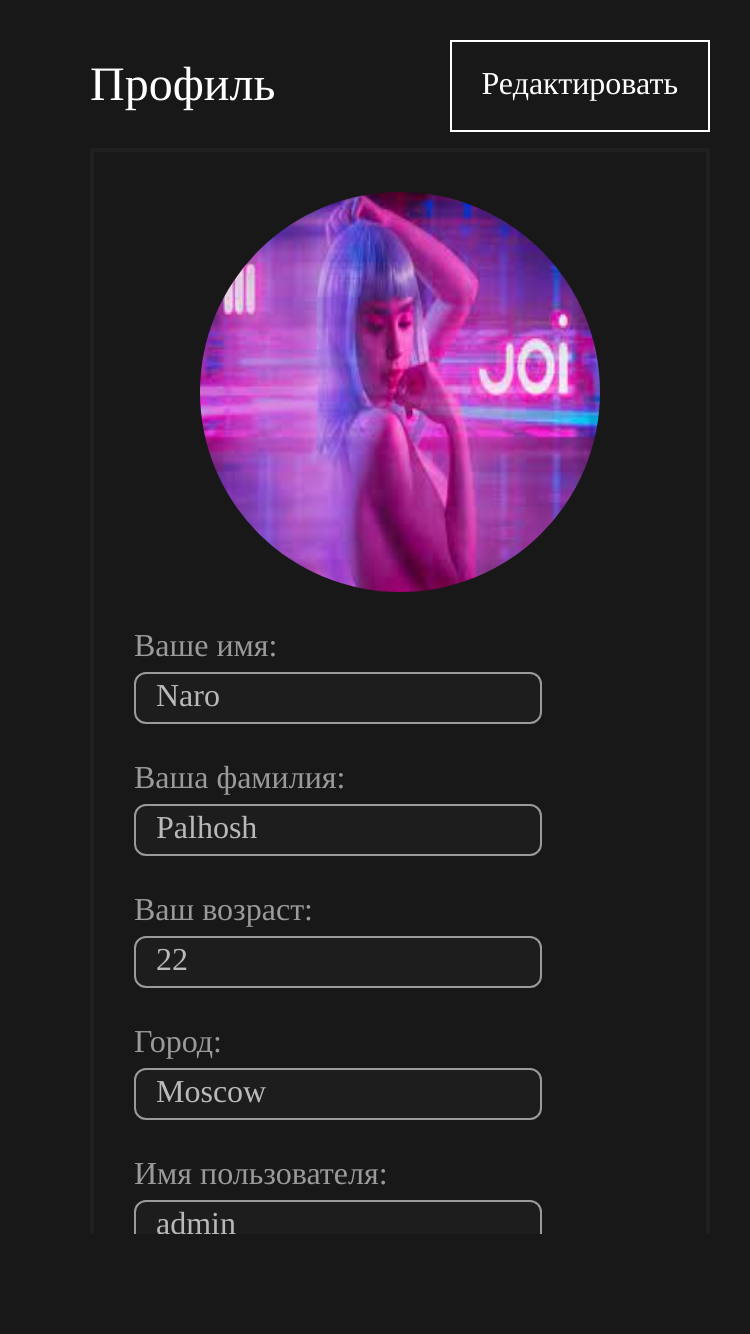 Профиль
Редактировать
JOi
Ваше имя:
Naro
Ваша фамилия:
Palhosh
Ваш возраст:
22
Город:
Moscow
Имя пользователя:
admin